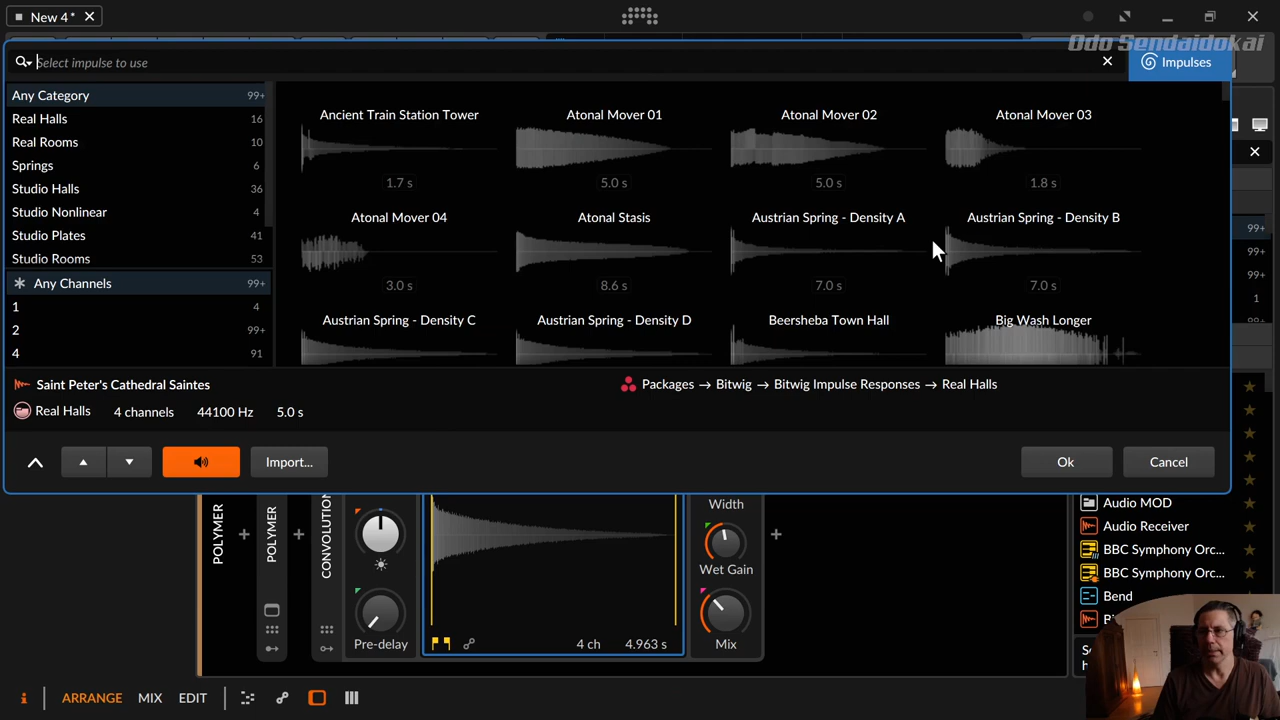 New 4*
Odo Sendaidokai
Select impulse to use
Impulses
Any Category 99+
Real Halls 16
Real Rooms 10
Springs 6
Studio Halls 36
Studio Nonlinear 4
Studio Plates 41
Studio Rooms 53
Any Channels 99+
1 4
2 99+
4 91
Ancient Train Station Tower Atonal Mover 01 Atonal Mover 02 Atonal Mover 03
1.7 s 5.0 s 5.0 s 1.8 s
Atonal Mover 04 Atonal Stasis Austrian Spring - Density A Austrian Spring - Density B
3.0 s 8.6 s 7.0 s 7.0 s
Austrian Spring - Density C Austrian Spring - Density D Beersheba Town Hall Big Wash Longer
99+
99+
99+
1
Saint Peter's Cathedral Saintes Packages → Bitwig → Bitwig Impulse Responses → Real Halls
Real Halls 4 channels 44100 Hz 5.0 s
Import... Ok Cancel
POLYMER
POLYMER
CONVOLUTION
Pre-delay
4 ch 4.963 s
Width
Wet Gain
Mix
Audio MOD
Audio Receiver
BBC Symphony Orc...
BBC Symphony Orc...
Bend
ARRANGE MIX EDIT